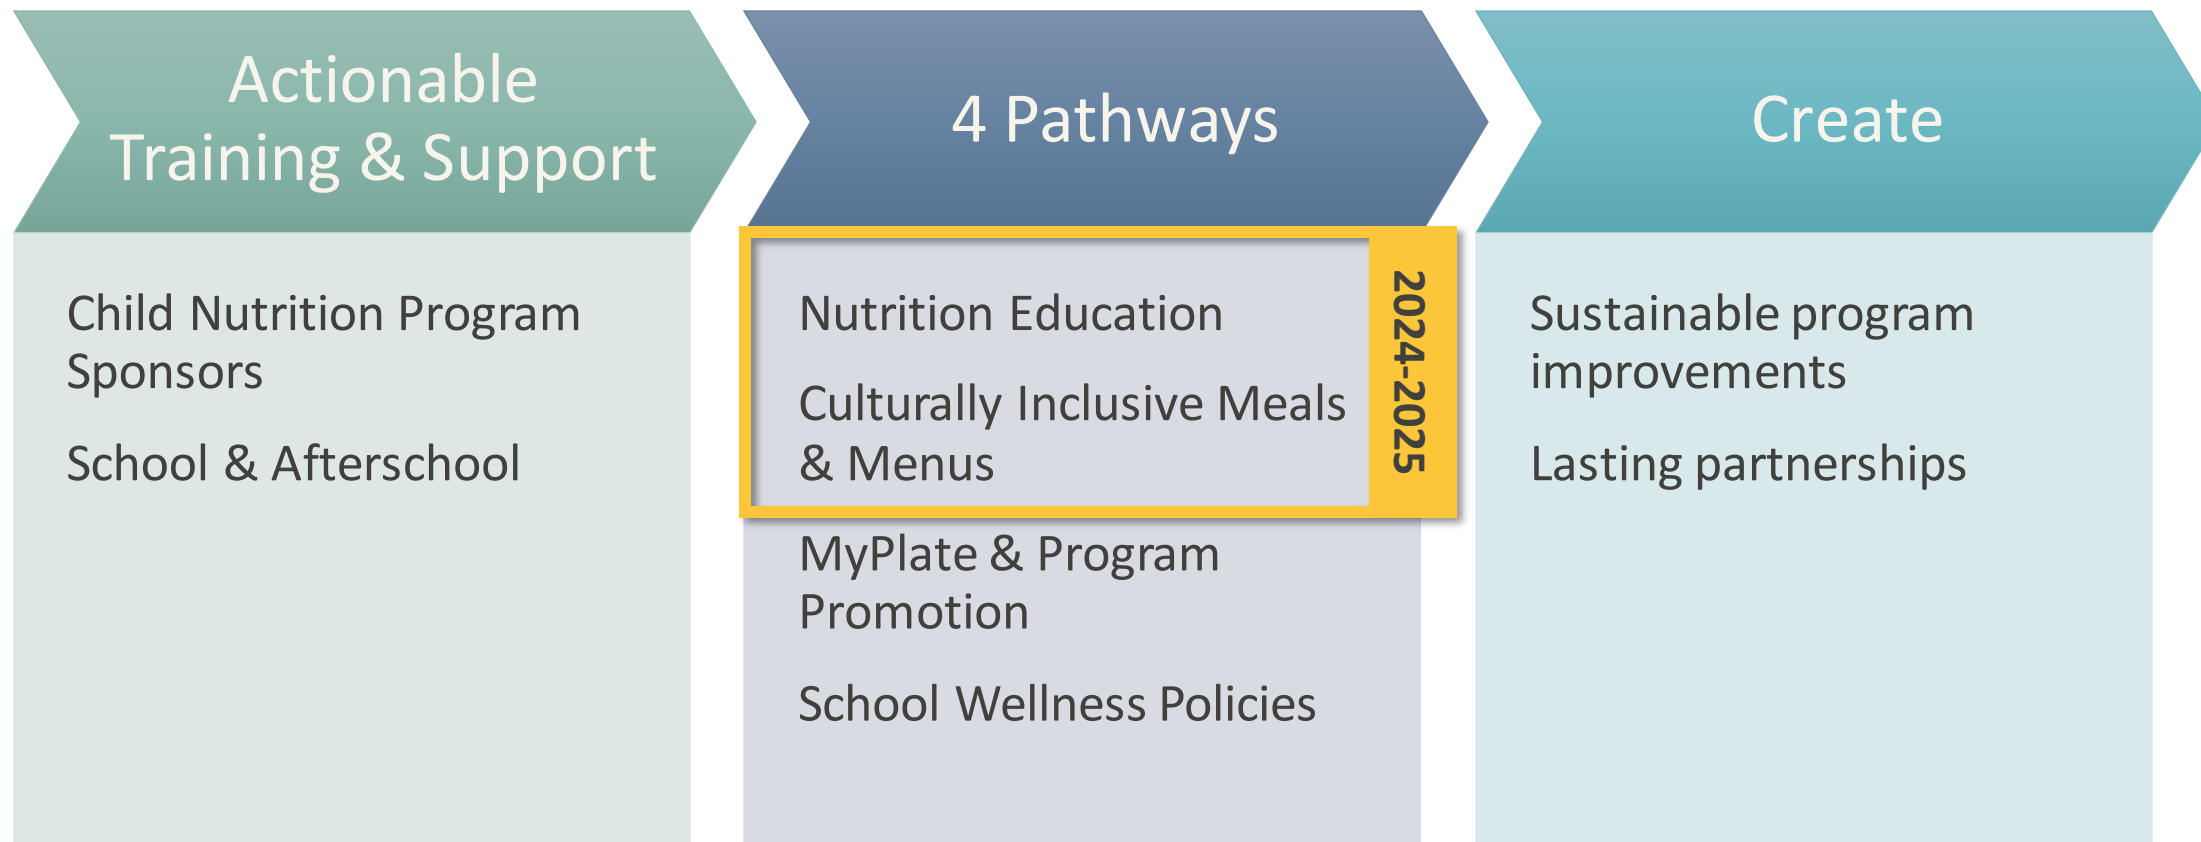 Actionable
Training & Support
Child Nutrition Program
Sponsors
School & Afterschool
4 Pathways
Nutrition Education
Culturally Inclusive Meals
& Menus
2024-2025
MyPlate & Program
Promotion
School Wellness Policies
Create
Sustainable program
improvements
Lasting partnerships